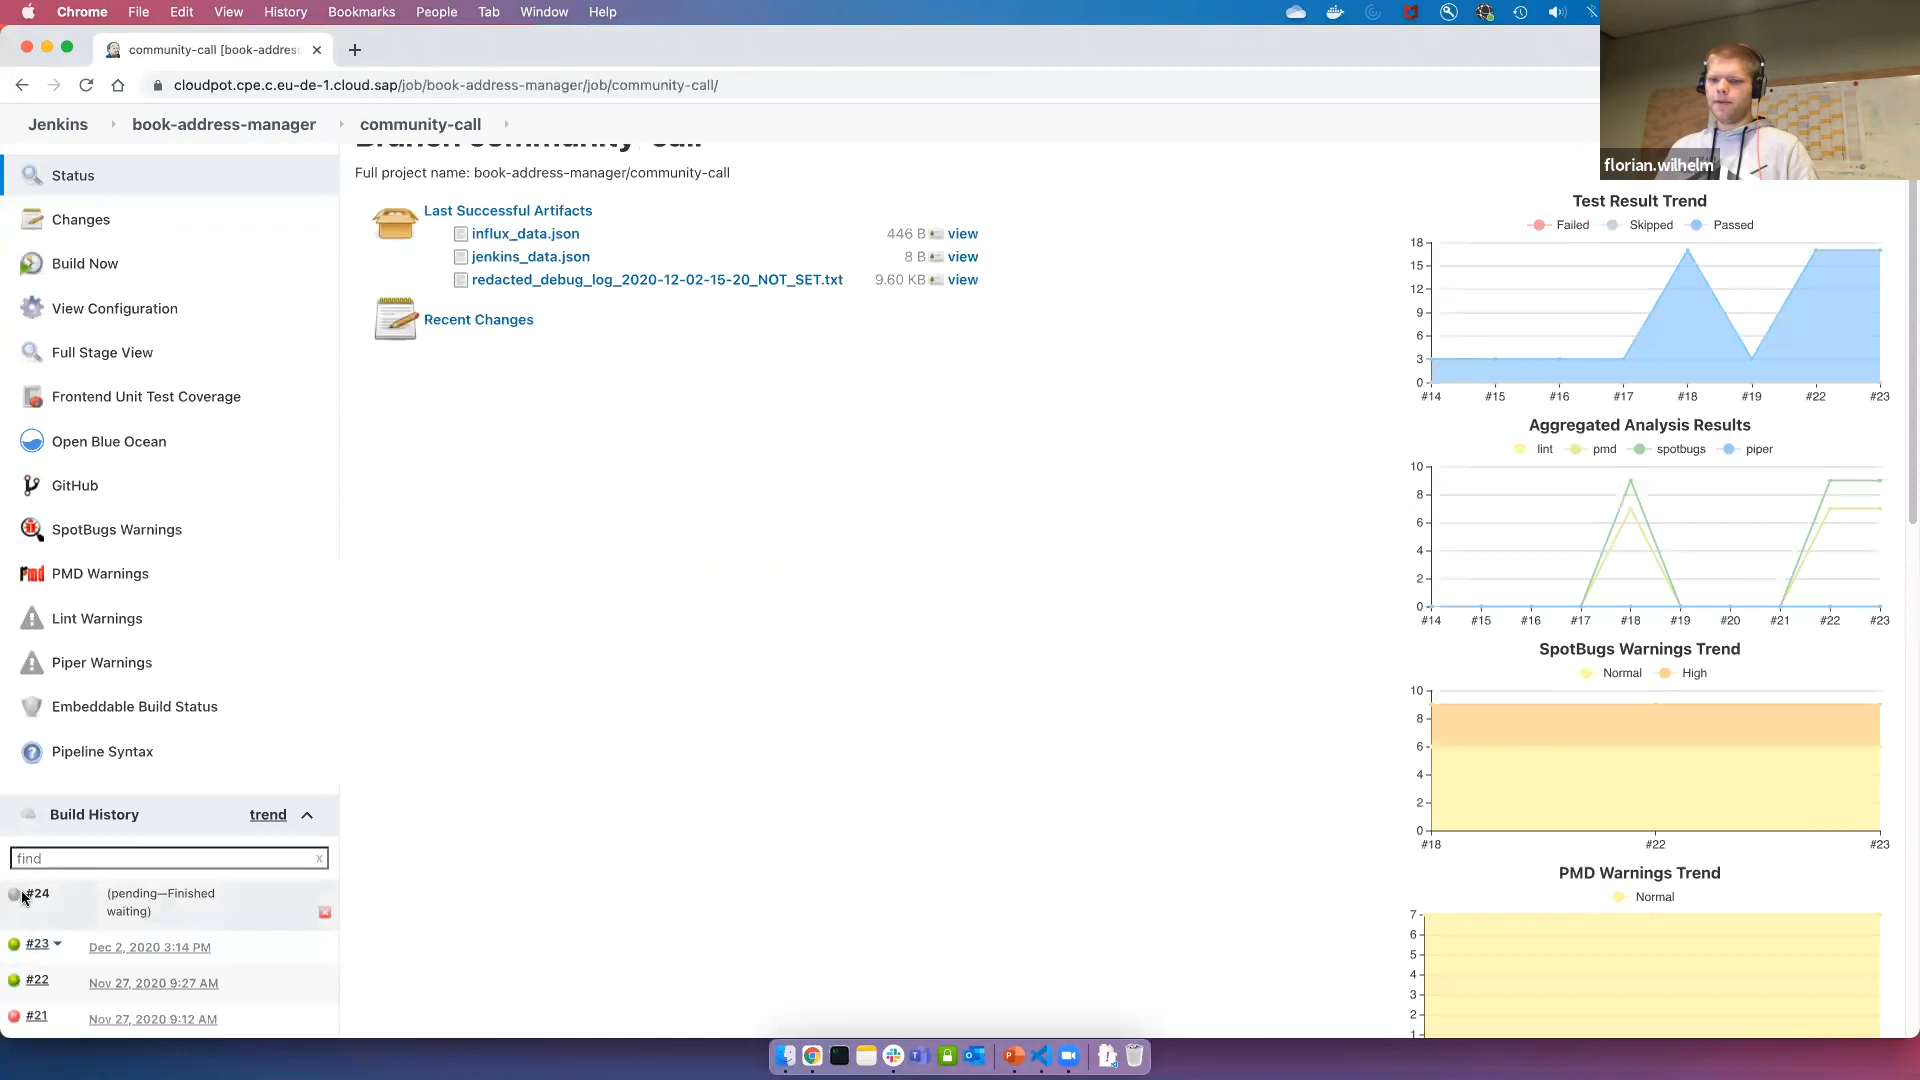 Chrome File Edit View History Bookmarks People Tab Window Help
community-call [book-addres
cloudpot.cpe.c.eu-de-1.cloud.sap/job/book-address-manager/job/community-call/
Jenkins book-address-manager community-call
florian.wilhelm
Status
Changes
Build Now
View Configuration
Full Stage View
Frontend Unit Test Coverage
Open Blue Ocean
GitHub
SpotBugs Warnings
PMD Warnings
Lint Warnings
Piper Warnings
Embeddable Build Status
Pipeline Syntax
Build History trend
find x
#24 (pending—Finished
waiting)
#23 Dec 2, 2020 3:14 PM
#22 Nov 27, 2020 9:27 AM
#21 Nov 27, 2020 9:12 AM
Branch community-call
Full project name: book-address-manager/community-call
Last Successful Artifacts
influx_data.json 446 B view
jenkins_data.json 8 B view
redacted_debug_log_2020-12-02-15-20_NOT_SET.txt 9.60 KB view
Recent Changes
Test Result Trend
Failed Skipped Passed
18
15
12
9
6
3
0
#14 #15 #16 #17 #18 #19 #22 #23
Aggregated Analysis Results
lint pmd spotbugs piper
10
8
6
4
2
0
#14 #15 #16 #17 #18 #19 #20 #21 #22 #23
SpotBugs Warnings Trend
Normal High
10
8
6
4
2
0
#18 #22 #23
PMD Warnings Trend
Normal
7
6
5
4
3
2
1